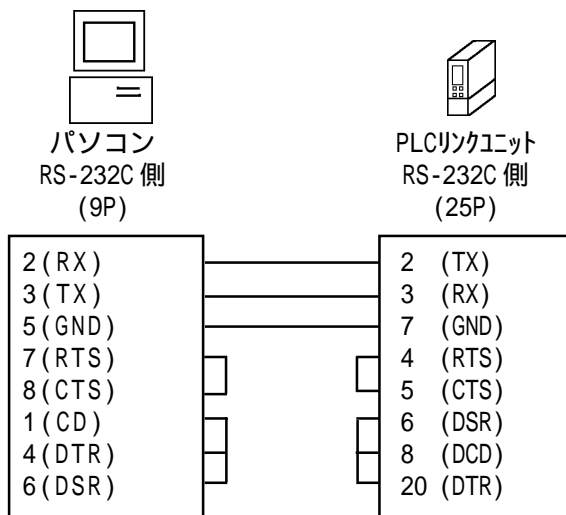 パソコン
RS-232C 側
(9P)
PLCリンクユニット
RS-232C 側
(25P)
2(RX)
3(TX)
5(GND)
7(RTS)
8(CTS)
1(CD)
4(DTR)
6(DSR)
2 (TX)
3 (RX)
7 (GND)
4 (RTS)
5 (CTS)
6 (DSR)
8 (DCD)
20 (DTR)